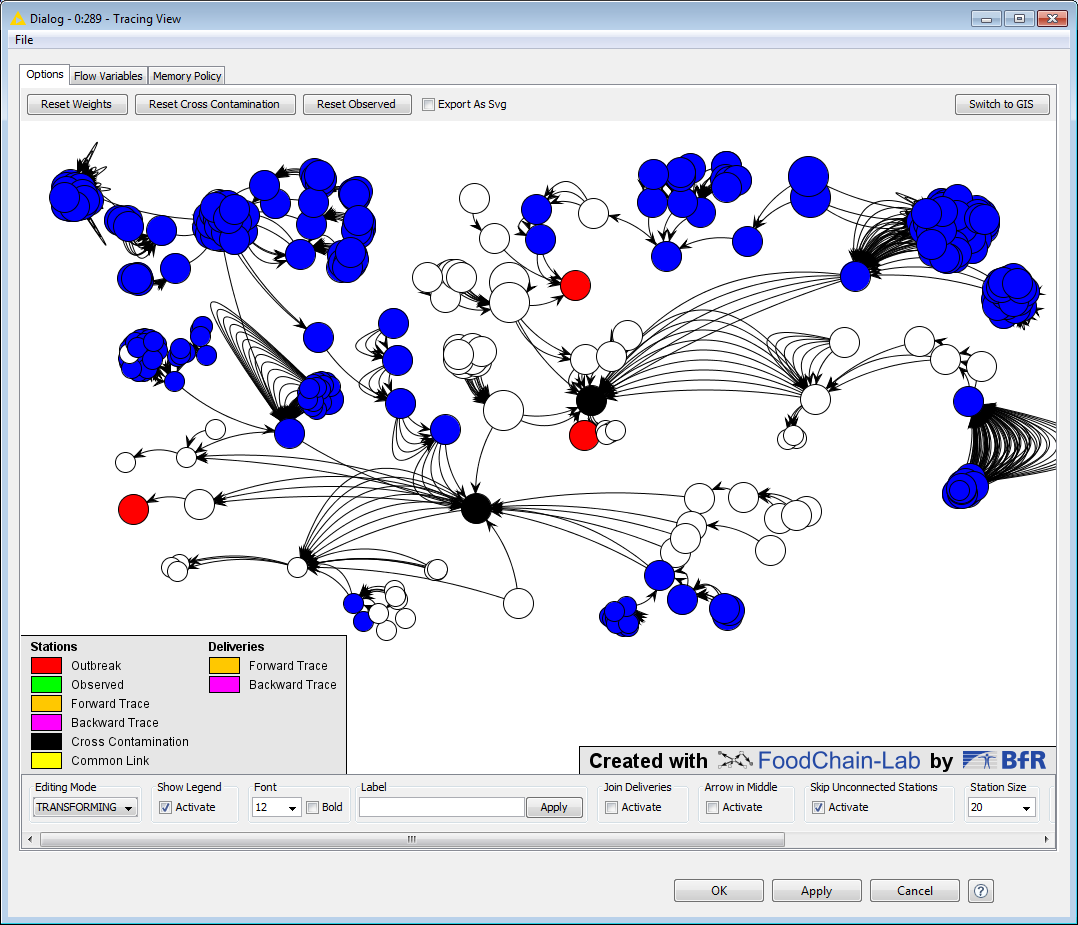 Dialog - 0:289 - Tracing View
File
Options Flow Variables Memory Policy
Reset Weights Reset Cross Contamination Reset Observed Export As Svg Switch to GIS
Stations Deliveries
Outbreak Forward Trace
Observed Backward Trace
Forward Trace
Backward Trace
Cross Contamination
Common Link
Created with FoodChain-Lab by BfR
Editing Mode Show Legend Font Label Join Deliveries Arrow in Middle Skip Unconnected Stations Station Size
TRANSFORMING Activate 12 Bold Apply Activate Activate Activate 20
OK Apply Cancel ?